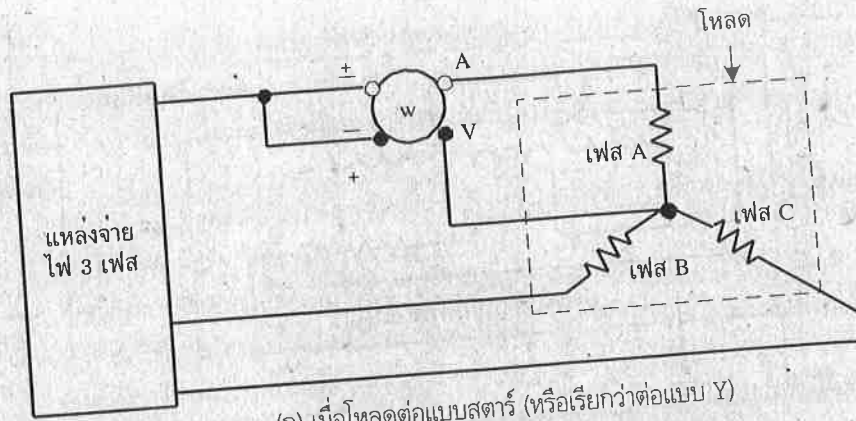 โหลด
± A
W
V
±
เฟส A
เฟส C
เฟส B
แหล่งจ่าย
ไฟ 3 เฟส
(ก) เมื่อโหลดต่อแบบสตาร์ (หรือเรียกว่าต่อแบบ Y)